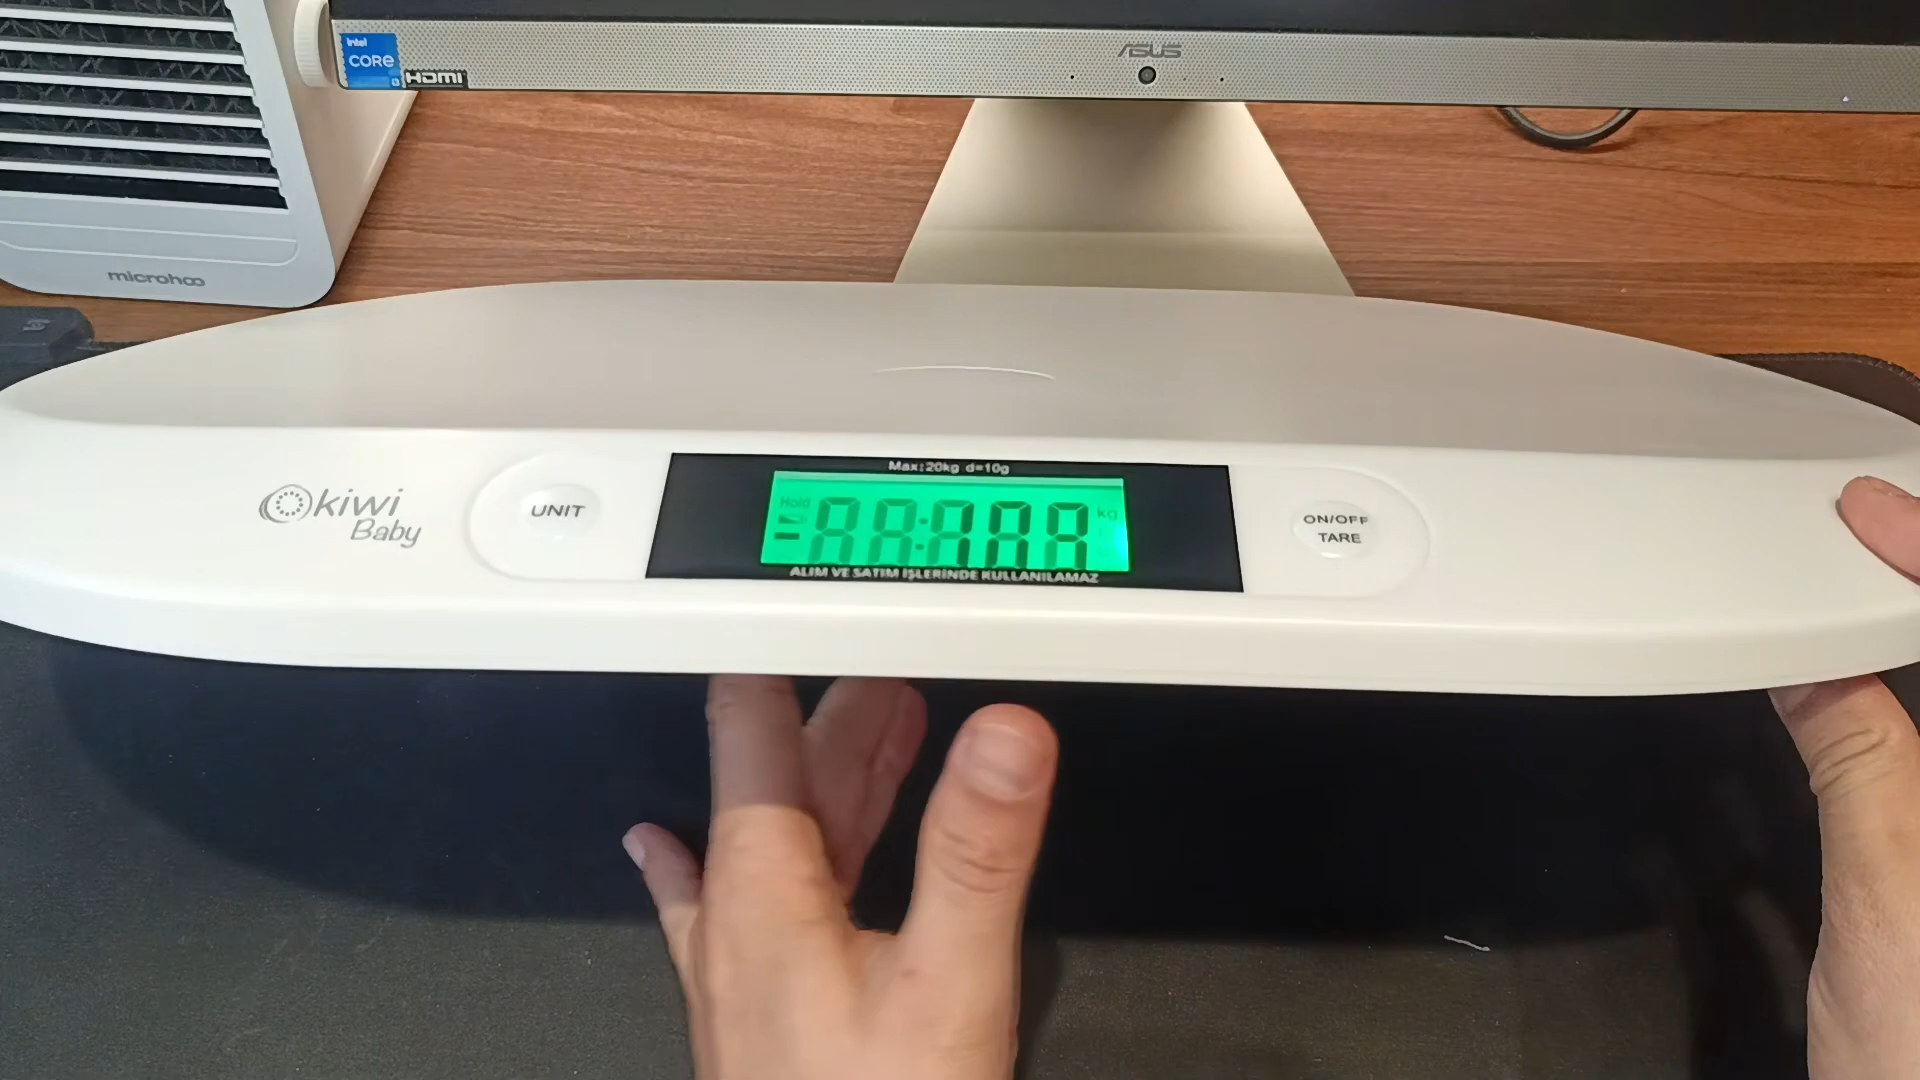 intel
CORE
i3
HDMI
ASUS
microhoo
kiwi
Baby
UNIT
Max:20kg d=10g
Hold
kg
ALIM VE SATIM İŞLERİNDE KULLANILAMAZ
ON/OFF
TARE